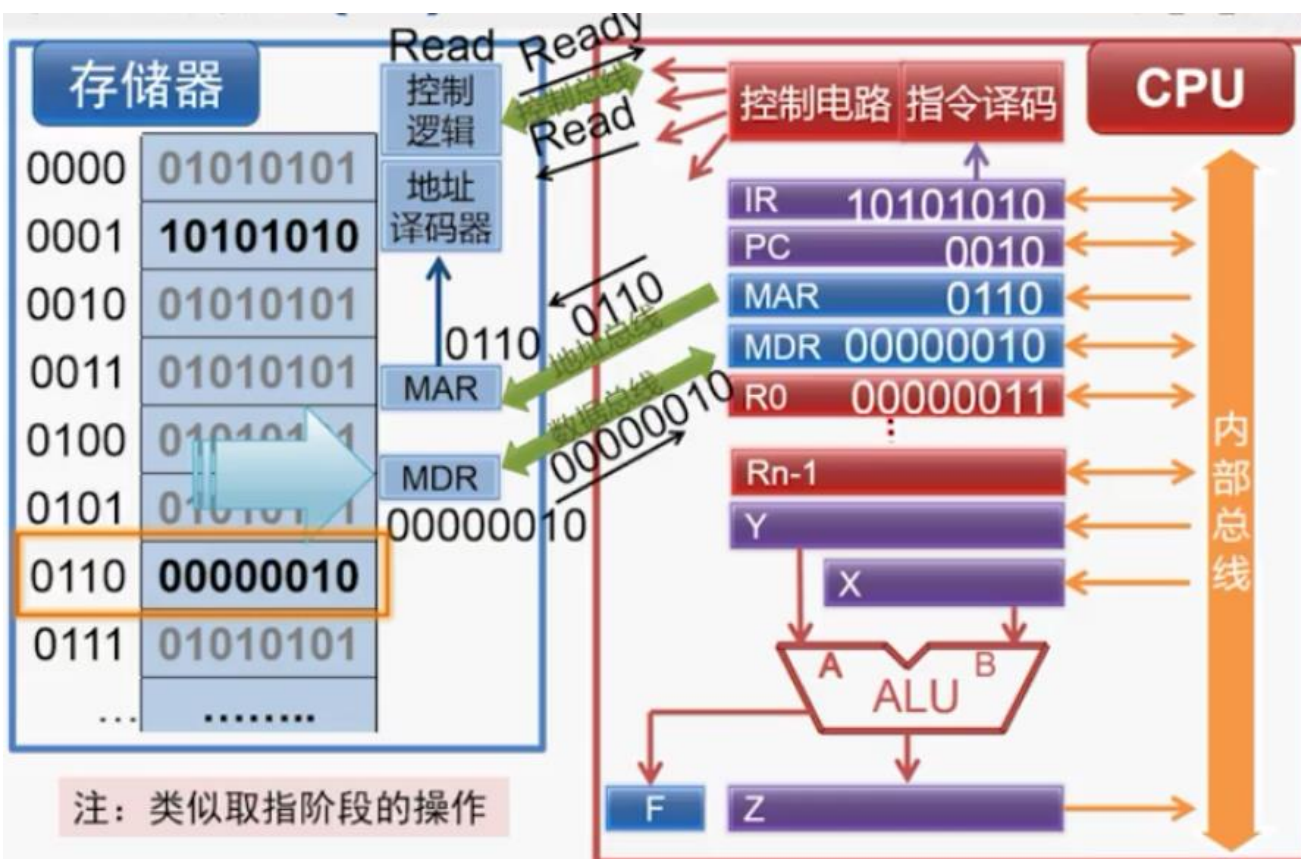 存储器
Read
控制
逻辑
地址
译码器
Ready
控制总线
Read
0000 01010101
0001 10101010
0010 01010101
0011 01010101
0100
0101
0110 00000010
0111 01010101
... ........
0110
MAR
MDR
00000010
0110
地址总线
数据总线
00000010
控制电路 指令译码
CPU
IR 10101010
PC 0010
MAR 0110
MDR 00000010
R0 00000011
⋮
Rn-1
Y
X
A B
ALU
F
Z
内部总线
注：类似取指阶段的操作